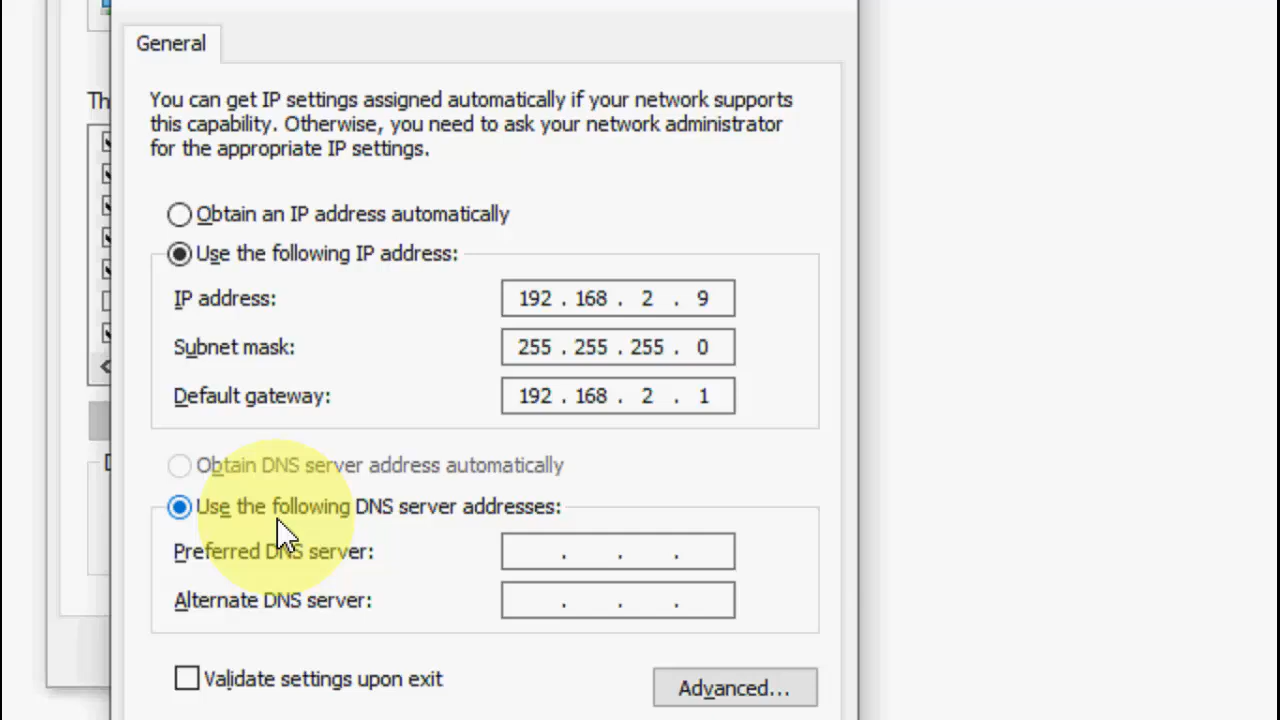 General
Th
You can get IP settings assigned automatically if your network supports
this capability. Otherwise, you need to ask your network administrator
for the appropriate IP settings.
Obtain an IP address automatically
Use the following IP address:
IP address: 192 . 168 . 2 . 9
Subnet mask: 255 . 255 . 255 . 0
Default gateway: 192 . 168 . 2 . 1
Obtain DNS server address automatically
Use the following DNS server addresses:
Preferred DNS server: . . .
Alternate DNS server: . . .
Validate settings upon exit
Advanced...